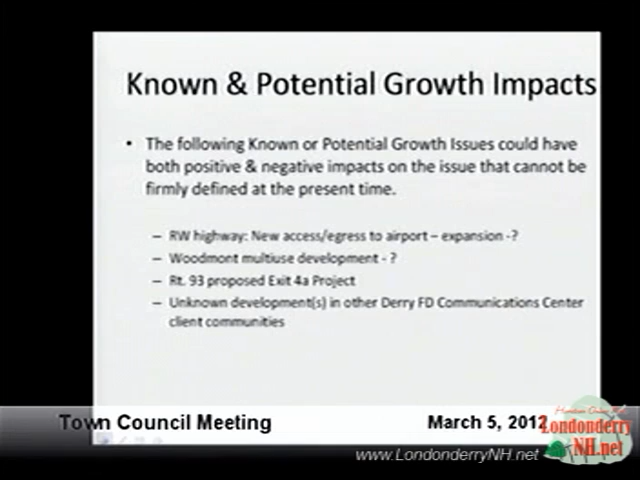 Known & Potential Growth Impacts
• The following Known or Potential Growth Issues could have
both positive & negative impacts on the issue that cannot be
firmly defined at the present time.
– RW highway: New access/egress to airport – expansion -?
– Woodmont multiuse development - ?
– Rt. 93 proposed Exit 4a Project
– Unknown development(s) in other Derry FD Communications Center
client communities
Town Council Meeting
March 5, 2012
Londonderry
NH.net
www.LondonderryNH.net